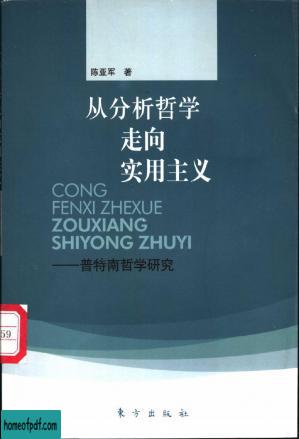 陈亚军 著
从分析哲学
走向
实用主义
CONG
FENXI ZHEXUE
ZOUXIANG
SHIYONG ZHUYI
——普特南哲学研究
59
东方出版社
homeofpdf.com